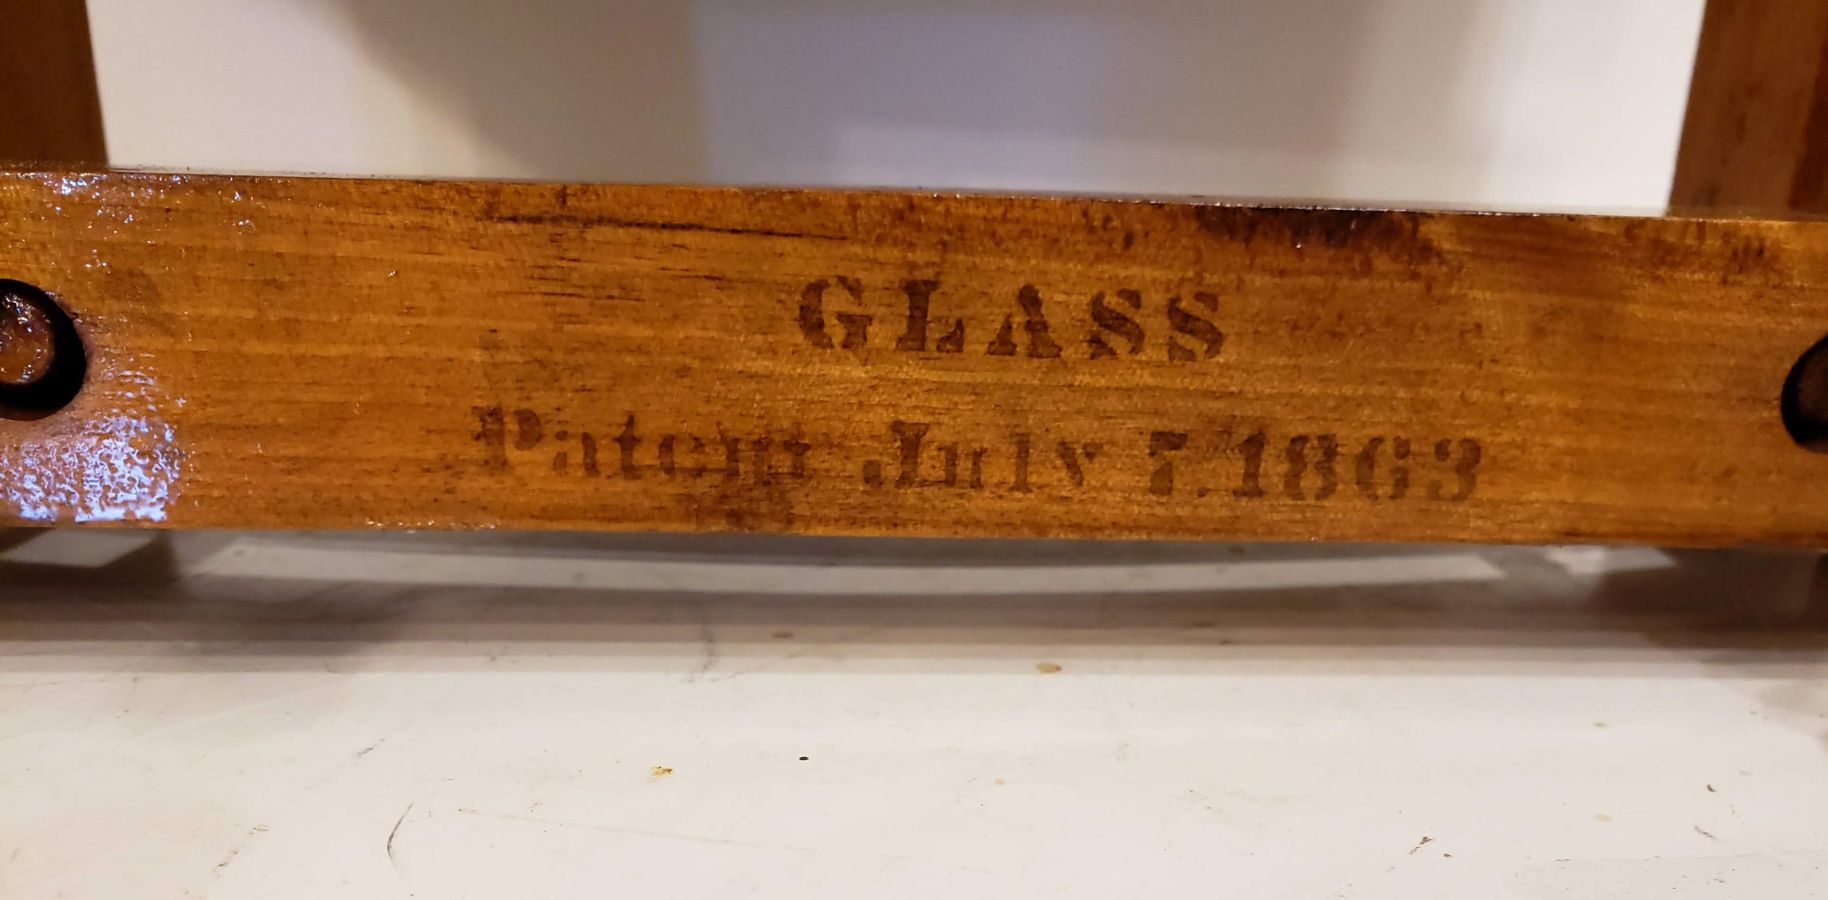 GLASS
Patent July 7, 1863